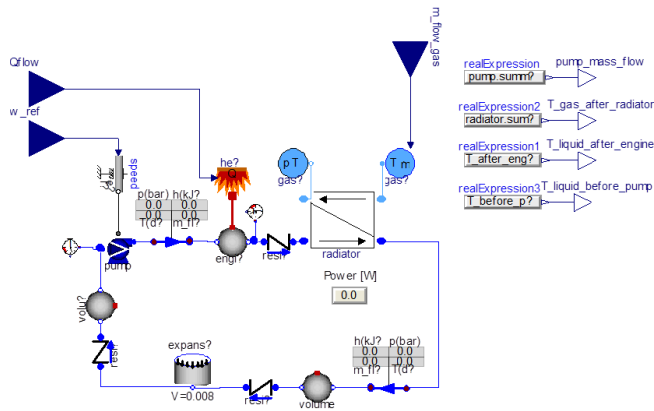 m_flow_gas
Qflow
w_ref
speed
realExpression
pump.summ?
pump_mass_flow
realExpression2
radiator.sum?
T_gas_after_radiator
realExpression1
T_after_eng?
T_liquid_after_engine
realExpression3
T_before_p?
T_liquid_before_pump
he?
Q
p T
gas?
T m
gas?
p(bar) h(kJ?
0.0 0.0
0.0 0.0
T(d? m_fl?
pump
engi?
resi?
radiator
Power [W]
0.0
volu?
resi?
expans?
V=0.008
resi?
volume
h(kJ? p(bar)
0.0 0.0
0.0 0.0
m_fl? T(d?